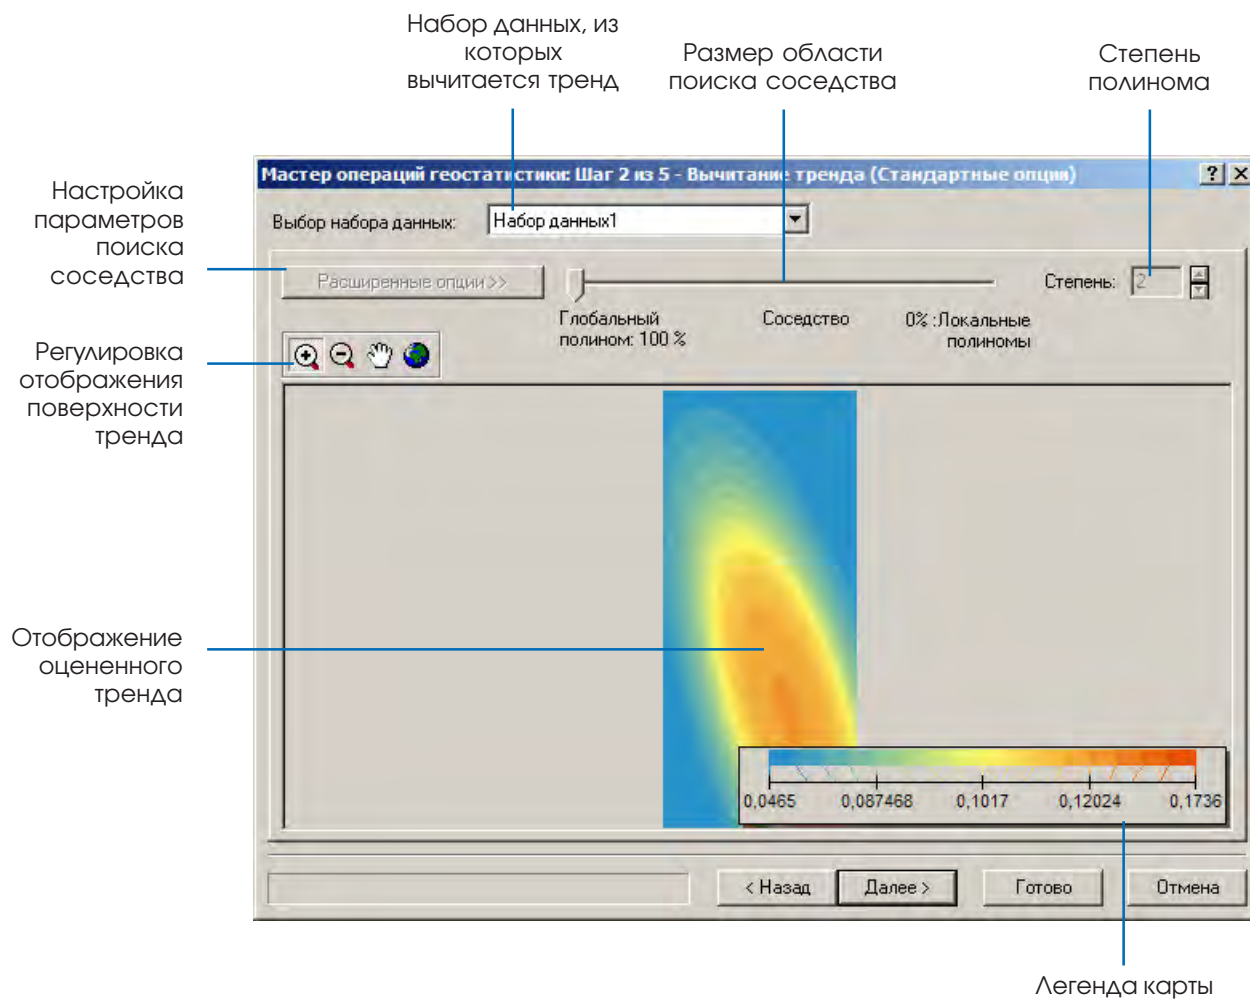 Набор данных, из
которых
вычитается тренд
Размер области
поиска соседства
Степень
полинома
Настройка
параметров
поиска
соседства
Регулировка
отображения
поверхности
тренда
Отображение
оцененного
тренда
Мастер операций геостатистики: Шаг 2 из 5 - Вычитание тренда (Стандартные опции)
Выбор набора данных: Набор данных1
Расширенные опции >>
Степень: 2
Глобальный
полином: 100 %
Соседство
0% :Локальные
полиномы
0,0465 0,087468 0,1017 0,12024 0,1736
< Назад Далее > Готово Отмена
Легенда карты